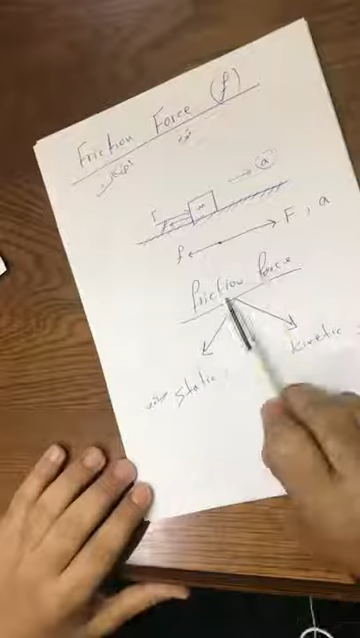 Friction Force (f)
a
m
f F, a
friction force
static kinetic